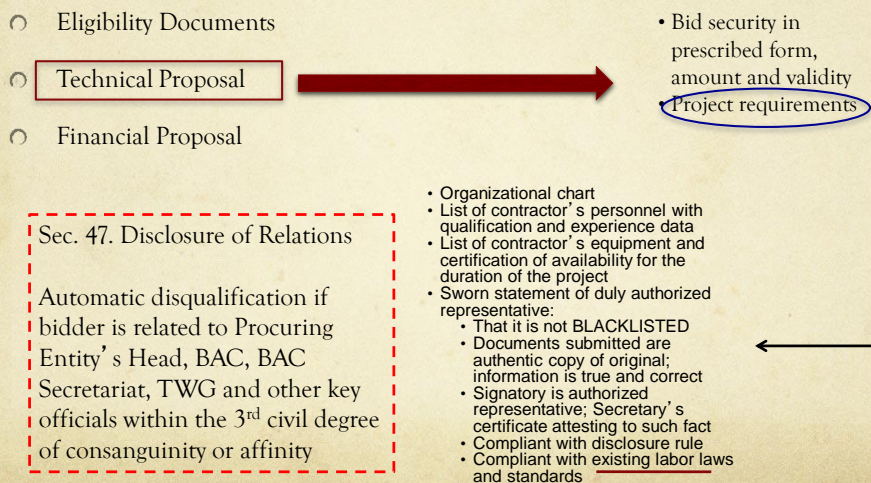 Eligibility Documents
Technical Proposal
Financial Proposal
• Bid security in
prescribed form,
amount and validity
• Project requirements
Sec. 47. Disclosure of Relations
Automatic disqualification if
bidder is related to Procuring
Entity’s Head, BAC, BAC
Secretariat, TWG and other key
officials within the 3rd civil degree
of consanguinity or affinity
• Organizational chart
• List of contractor’s personnel with
qualification and experience data
• List of contractor’s equipment and
certification of availability for the
duration of the project
• Sworn statement of duly authorized
representative:
• That it is not BLACKLISTED
• Documents submitted are
authentic copy of original;
information is true and correct
• Signatory is authorized
representative; Secretary’s
certificate attesting to such fact
• Compliant with disclosure rule
• Compliant with existing labor laws
and standards